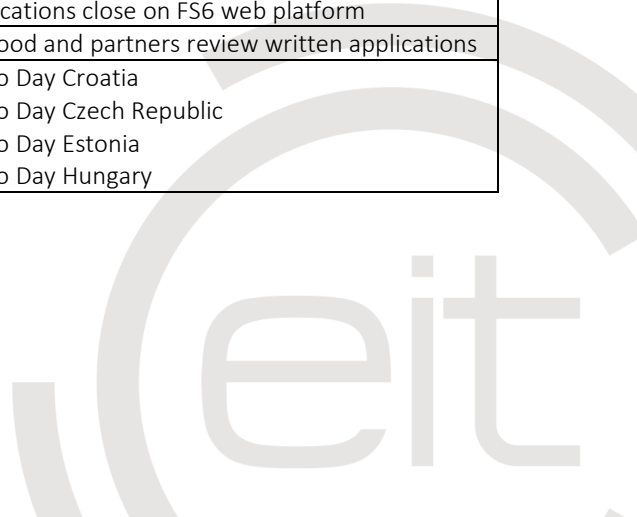 cations close on FS6 web platform
ood and partners review written applications
o Day Croatia
o Day Czech Republic
o Day Estonia
o Day Hungary
eit